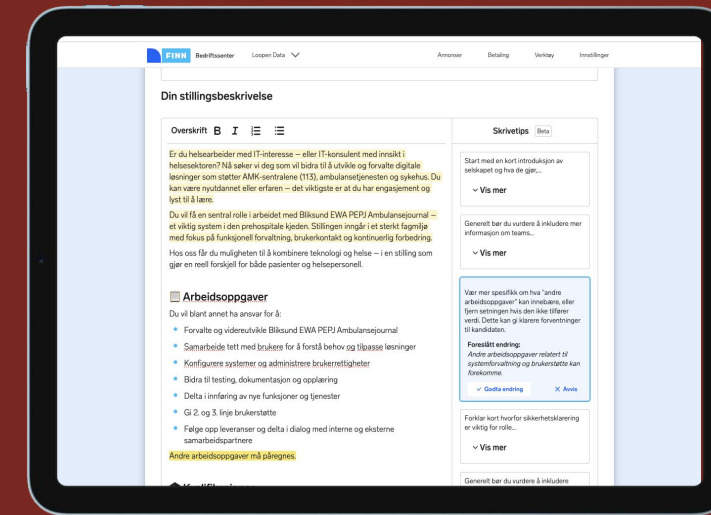 FINN Bedriftssenter Loopen Data Annonser Betaling Verktøy Innstillinger
Din stillingsbeskrivelse
Overskrift B I
Er du helsearbeider med IT-interesse – eller IT-konsulent med innsikt i
helsesektoren? Nå søker vi deg som vil bidra til å utvikle og forvalte digitale
løsninger som støtter AMK-sentralene (113), ambulansetjenesten og sykehus. Du
kan være nyutdannet eller erfaren – det viktigste er at du har engasjement og
lyst til å lære.
Du vil få en sentral rolle i arbeidet med Bliksund EWA PEPJ Ambulansejournal –
et viktig system i den prehospitale kjeden. Stillingen inngår i et sterkt fagmiljø
med fokus på funksjonell forvaltning, brukerkontakt og kontinuerlig forbedring.
Hos oss får du muligheten til å kombinere teknologi og helse – i en stilling som
gjør en reell forskjell for både pasienter og helsepersonell.
Arbeidsoppgaver
Du vil blant annet ha ansvar for å:
Forvalte og videreutvikle Bliksund EWA PEPJ Ambulansejournal
Samarbeide tett med brukere for å forstå behov og tilpasse løsninger
Konfigurere systemer og administrere brukerrettigheter
Bidra til testing, dokumentasjon og opplæring
Delta i innføring av nye funksjoner og tjenester
Gi 2. og 3. linje brukerstøtte
Følge opp leveranser og delta i dialog med interne og eksterne
samarbeidspartnere
Andre arbeidsoppgaver må påregnes.
Skrivetips Beta
Start med en kort introduksjon av
selskapet og hva de gjør,...
Vis mer
Generelt bør du vurdere å inkludere mer
informasjon om teams...
Vis mer
Vær mer spesifikk om hva "andre
arbeidsoppgaver" kan innebære, eller
fjern setningen hvis den ikke tilfører
verdi. Dette kan gi klarere forventninger
til kandidaten.
Foreslått endring:
Andre arbeidsoppgaver relatert til
systemforvaltning og brukerstøtte kan
forekomme.
Godta endring Avvis
Forklar kort hvorfor sikkerhetsklarering
er viktig for rolle...
Vis mer
Generelt bør du vurdere å inkludere